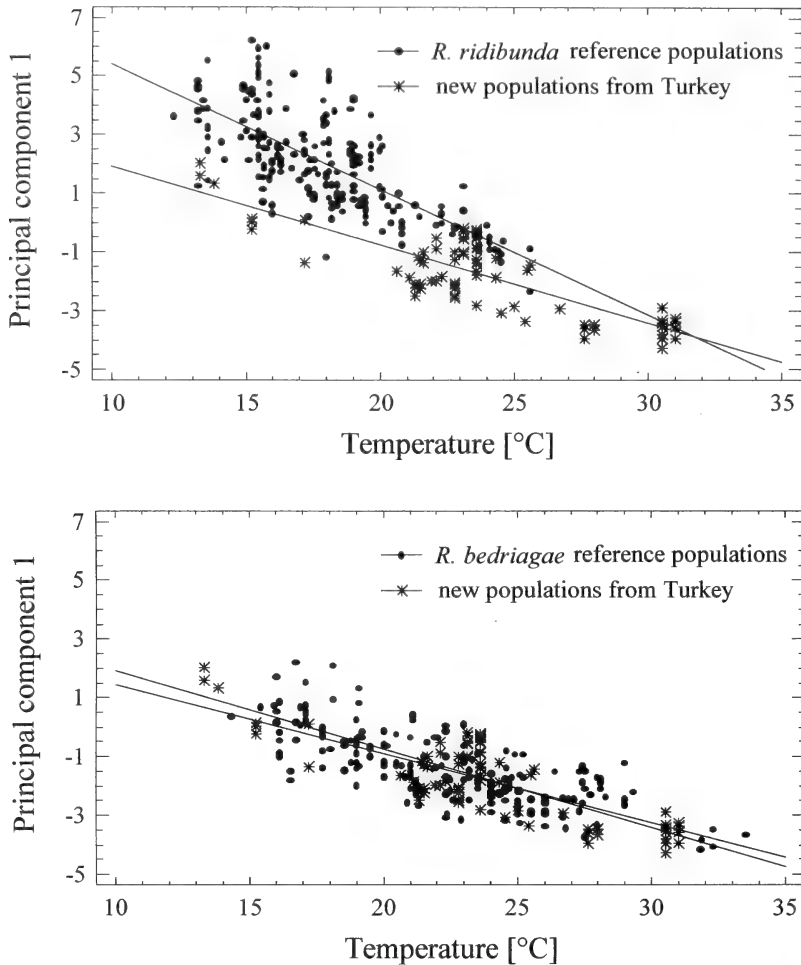 7
5
3
1
-1
-3
-5
Principal component 1
R. ridibunda reference populations
new populations from Turkey
10 15 20 25 30 35
Temperature [°C]
7
5
3
1
-1
-3
-5
Principal component 1
R. bedriagae reference populations
new populations from Turkey
10 15 20 25 30 35
Temperature [°C]